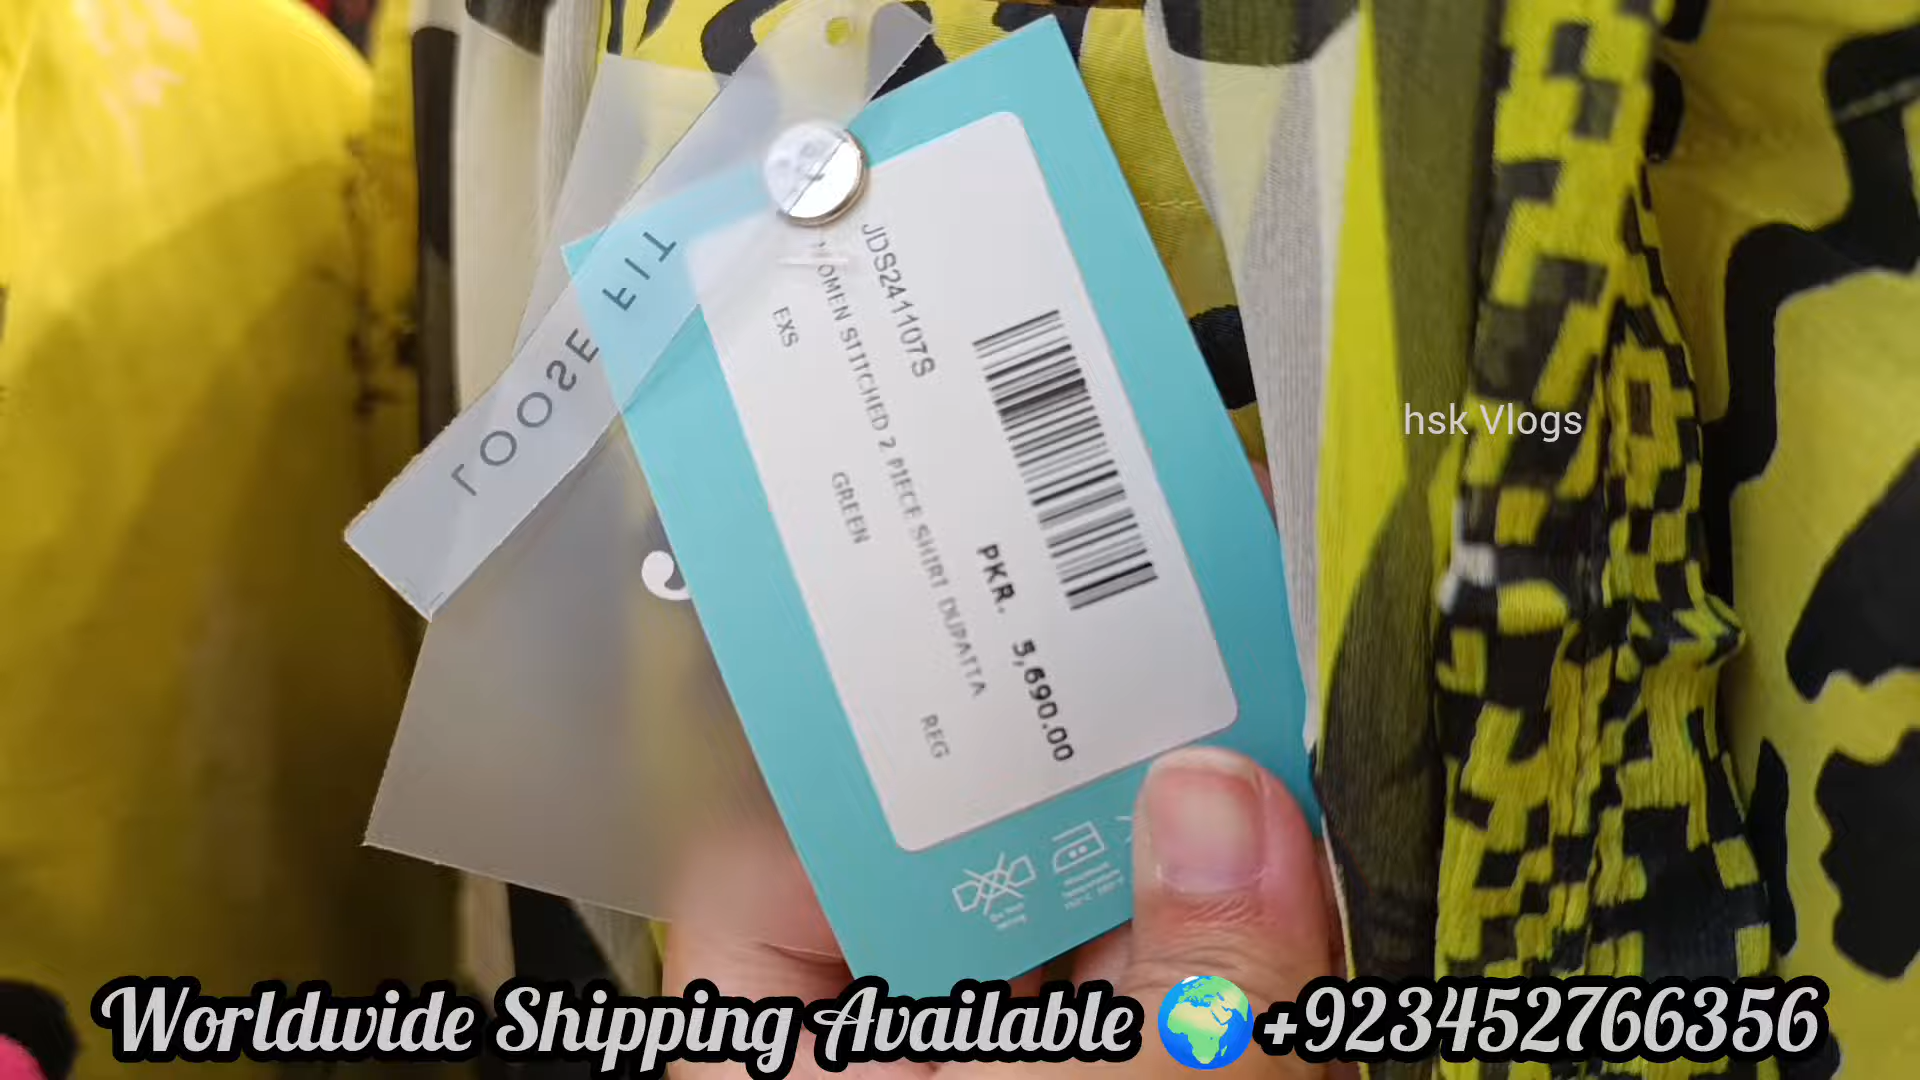 LOOSE FIT
JDS241107S
WOMEN STITCHED 2 PIECE SHIRT DUPATTA
EXS
GREEN
REG
PKR. 5,690.00
hsk Vlogs
Worldwide Shipping Available 🌍+923452766356